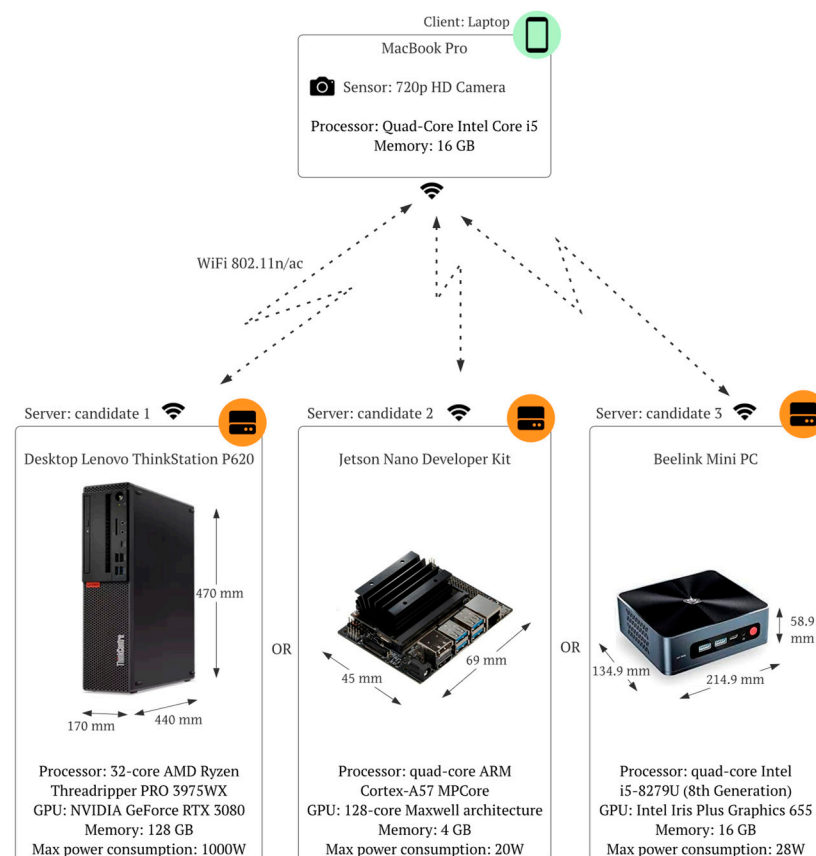 Client: Laptop
MacBook Pro
Sensor: 720p HD Camera
Processor: Quad-Core Intel Core i5
Memory: 16 GB
WiFi 802.11n/ac
Server: candidate 1
Desktop Lenovo ThinkStation P620
ThinkCentre
470 mm
170 mm
440 mm
Processor: 32-core AMD Ryzen
Threadripper PRO 3975WX
GPU: NVIDIA GeForce RTX 3080
Memory: 128 GB
Max power consumption: 1000W
OR
Server: candidate 2
Jetson Nano Developer Kit
45 mm
69 mm
Processor: quad-core ARM
Cortex-A57 MPCore
GPU: 128-core Maxwell architecture
Memory: 4 GB
Max power consumption: 20W
OR
Server: candidate 3
Beelink Mini PC
58.9
mm
134.9 mm
214.9 mm
Processor: quad-core Intel
i5-8279U (8th Generation)
GPU: Intel Iris Plus Graphics 655
Memory: 16 GB
Max power consumption: 28W